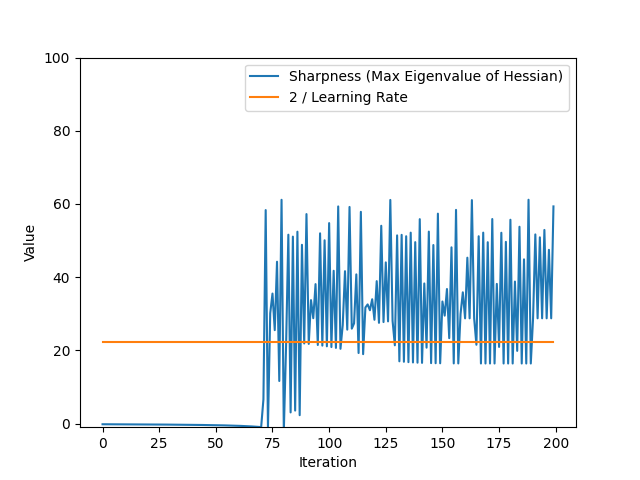 Sharpness (Max Eigenvalue of Hessian)
2 / Learning Rate
100
80
60
40
20
0
Value
0 25 50 75 100 125 150 175 200
Iteration